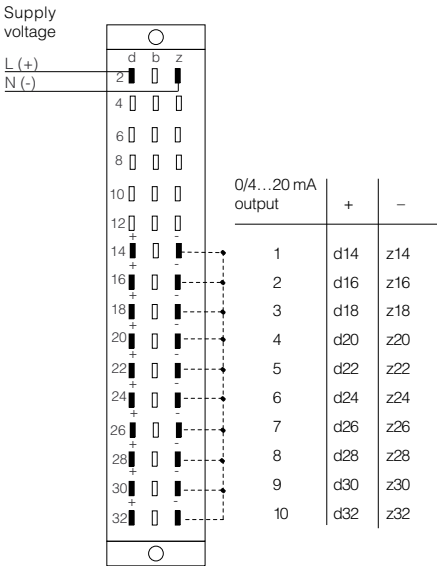 Supply
voltage
L (+)
N (-)
d b z
2
4
6
8
10
12
+ -
14
+ -
16
+ -
18
+ -
20
+ -
22
+ -
24
+ -
26
+ -
28
+ -
30
+ -
32
0/4...20 mA
output + –
1 d14 z14
2 d16 z16
3 d18 z18
4 d20 z20
5 d22 z22
6 d24 z24
7 d26 z26
8 d28 z28
9 d30 z30
10 d32 z32